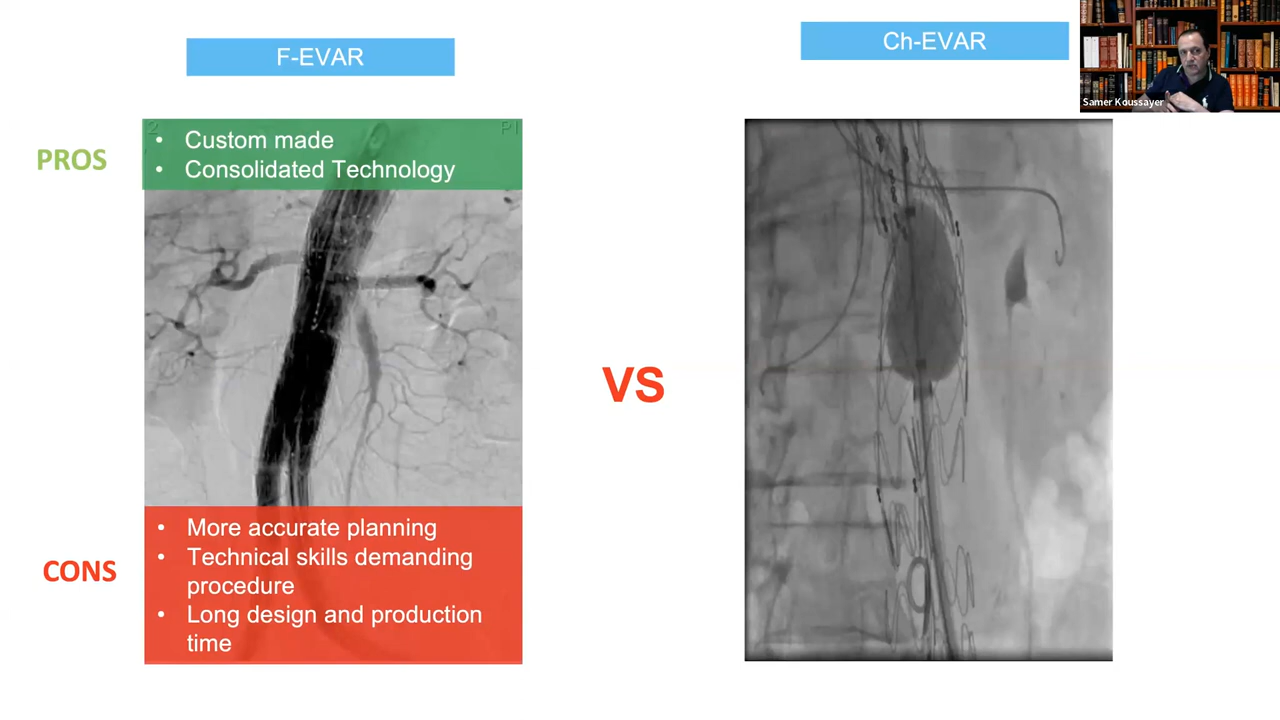 F-EVAR
Ch-EVAR
Samer Koussayer
PROS
• Custom made
• Consolidated Technology
VS
CONS
• More accurate planning
• Technical skills demanding
procedure
• Long design and production
time